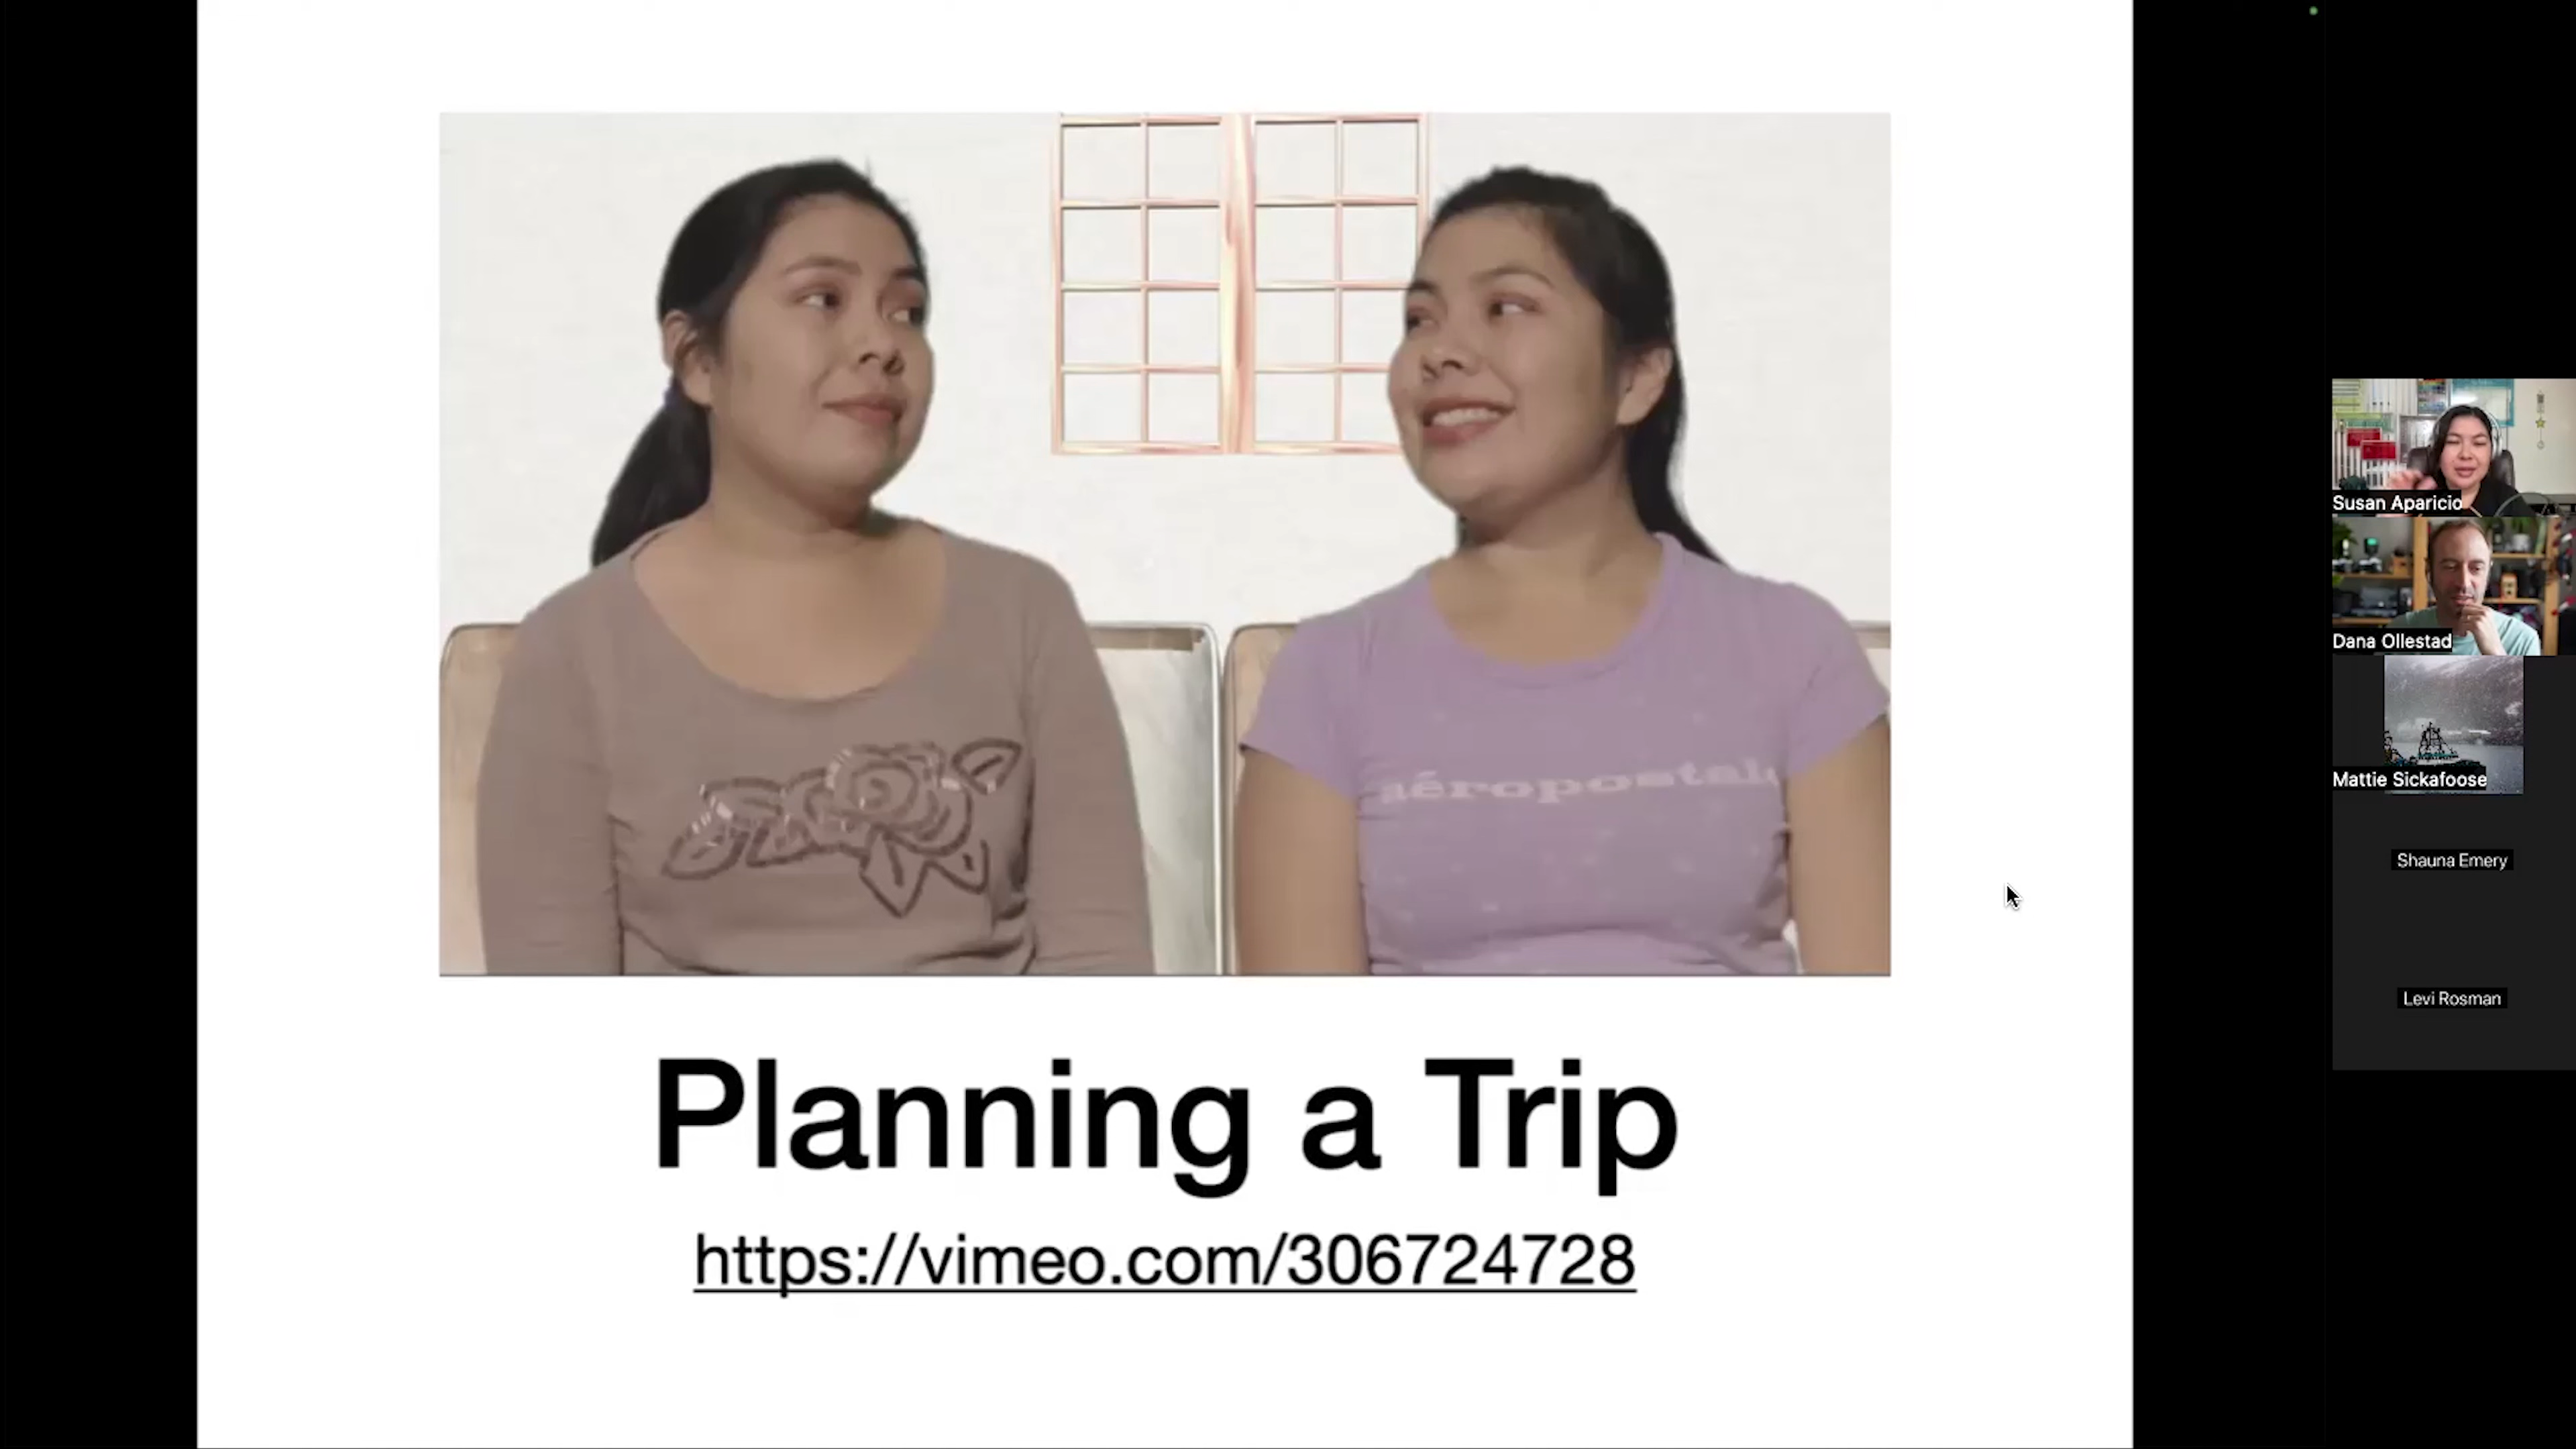 aéropostale
Planning a Trip
https://vimeo.com/306724728
Susan Aparicio
Dana Ollestad
Mattie Sickafoose
Shauna Emery
Levi Rosman